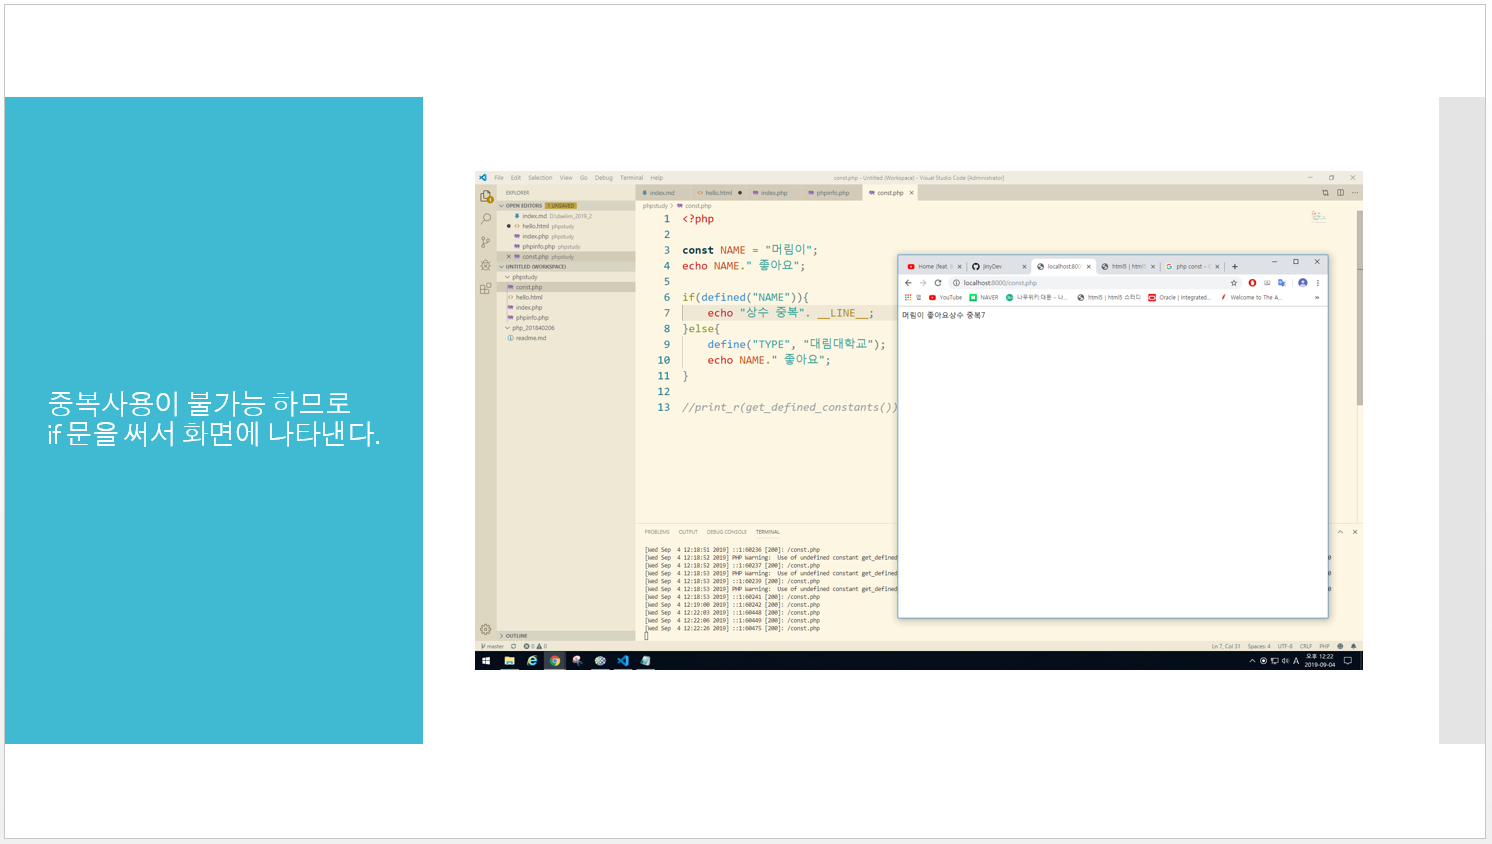 중복사용이 불가능 하므로
if 문을 써서 화면에 나타낸다.
File Edit Selection View Go Debug Terminal Help
const.php - Untitled (Workspace) - Visual Studio Code [Administrator]
EXPLORER
OPEN EDITORS 1 UNSAVED
index.md D:\daelim_2019_2
hello.html phpstudy
index.php phpstudy
phpinfo.php phpstudy
const.php phpstudy
UNTITLED (WORKSPACE)
phpstudy
const.php
hello.html
index.php
phpinfo.php
php_201840206
readme.md
OUTLINE
index.md hello.html index.php phpinfo.php const.php
phpstudy > const.php
1 <?php
2
3 const NAME = "머림이";
4 echo NAME." 좋아요";
5
6 if(defined("NAME")){
7 echo "상수 중복". __LINE__;
8 }else{
9 define("TYPE", "대림대학교");
10 echo NAME." 좋아요";
11 }
12
13 //print_r(get_defined_constants())
PROBLEMS OUTPUT DEBUG CONSOLE TERMINAL
[Wed Sep 4 12:18:51 2019] ::1:60236 [200]: /const.php
[Wed Sep 4 12:18:52 2019] PHP Warning: Use of undefined constant get_defined
[Wed Sep 4 12:18:52 2019] ::1:60237 [200]: /const.php
[Wed Sep 4 12:18:53 2019] PHP Warning: Use of undefined constant get_defined
[Wed Sep 4 12:18:53 2019] ::1:60239 [200]: /const.php
[Wed Sep 4 12:18:53 2019] PHP Warning: Use of undefined constant get_defined
[Wed Sep 4 12:18:53 2019] ::1:60241 [200]: /const.php
[Wed Sep 4 12:19:00 2019] ::1:60242 [200]: /const.php
[Wed Sep 4 12:22:03 2019] ::1:60448 [200]: /const.php
[Wed Sep 4 12:22:06 2019] ::1:60449 [200]: /const.php
[Wed Sep 4 12:22:26 2019] ::1:60475 [200]: /const.php
Home (feat. JirryDev localhost:800 html5 | html5 php const - G
localhost:8000/const.php
앱 YouTube NAVER 나무위키:대문 - 나... html5 | html5 스터디 Oracle | Integrated... Welcome to The A... »
머림이 좋아요상수 중복7
master 0 0
Ln 7, Col 31 Spaces: 4 UTF-8 CRLF PHP
A 오후 12:22
2019-09-04